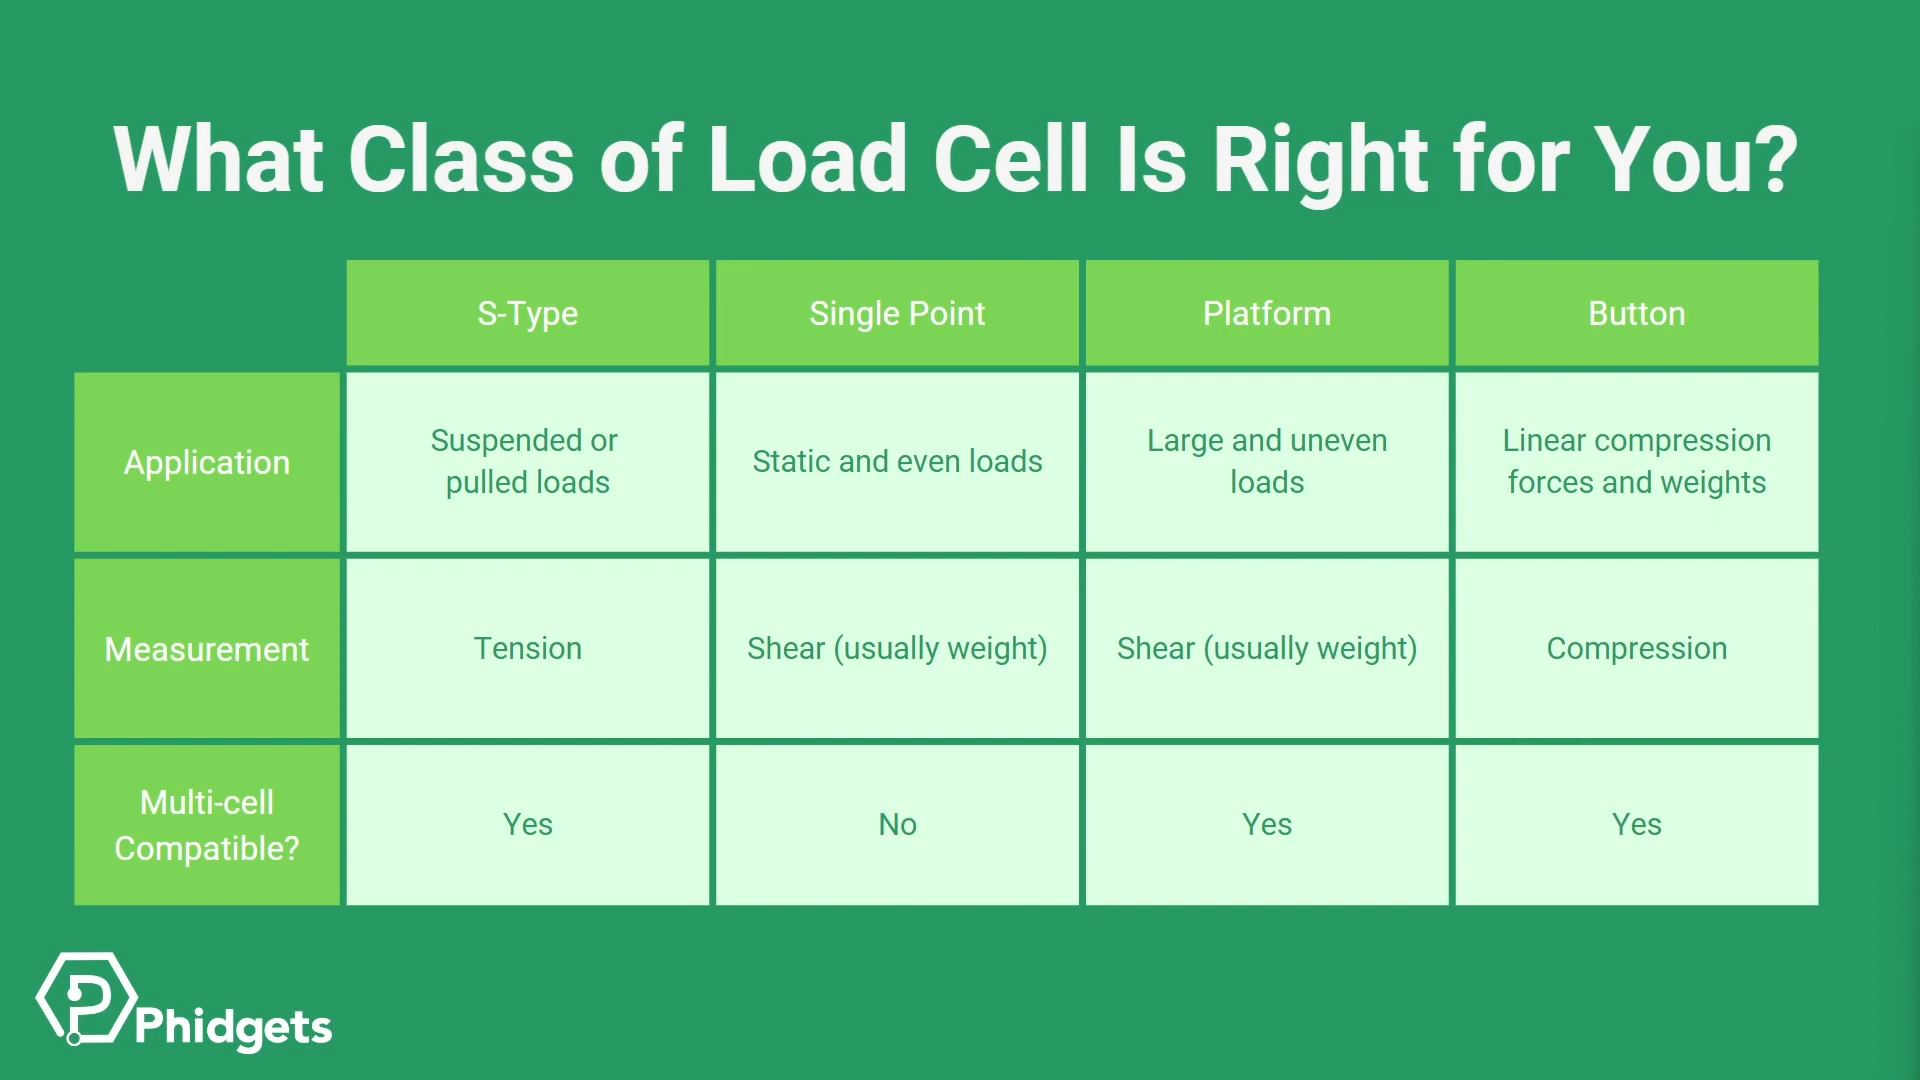 What Class of Load Cell Is Right for You?
S-Type
Single Point
Platform
Button
Application
Suspended or
pulled loads
Static and even loads
Large and uneven
loads
Linear compression
forces and weights
Measurement
Tension
Shear (usually weight)
Shear (usually weight)
Compression
Multi-cell
Compatible?
Yes
No
Yes
Yes
Phidgets